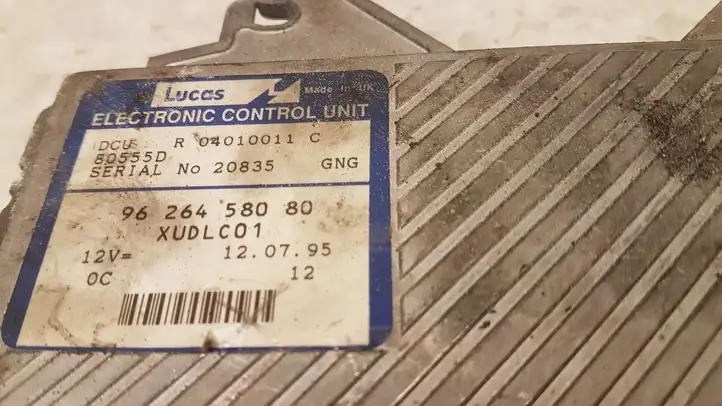 Lucas Made in UK
ELECTRONIC CONTROL UNIT
DCU R 04010011 C
80555D
SERIAL No 20835 GNG
96 264 580 80
XUDLC01
12V= 12.07.95
0C 12